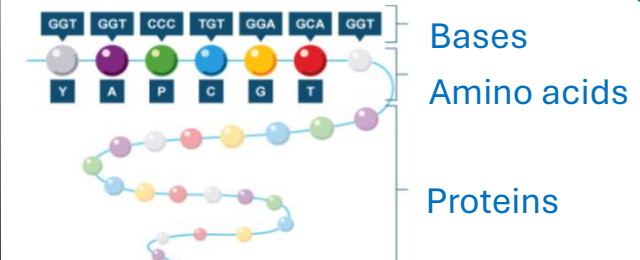 GGT GGT CCC TGT GGA GCA GGT
Bases
Y A P C G T
Amino acids
Proteins